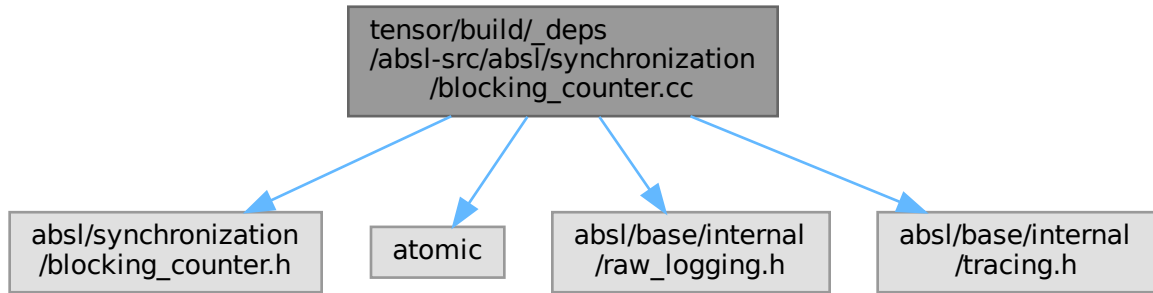 tensor/build/_deps
/absl-src/absl/synchronization
/blocking_counter.cc
absl/synchronization
/blocking_counter.h
atomic
absl/base/internal
/raw_logging.h
absl/base/internal
/tracing.h